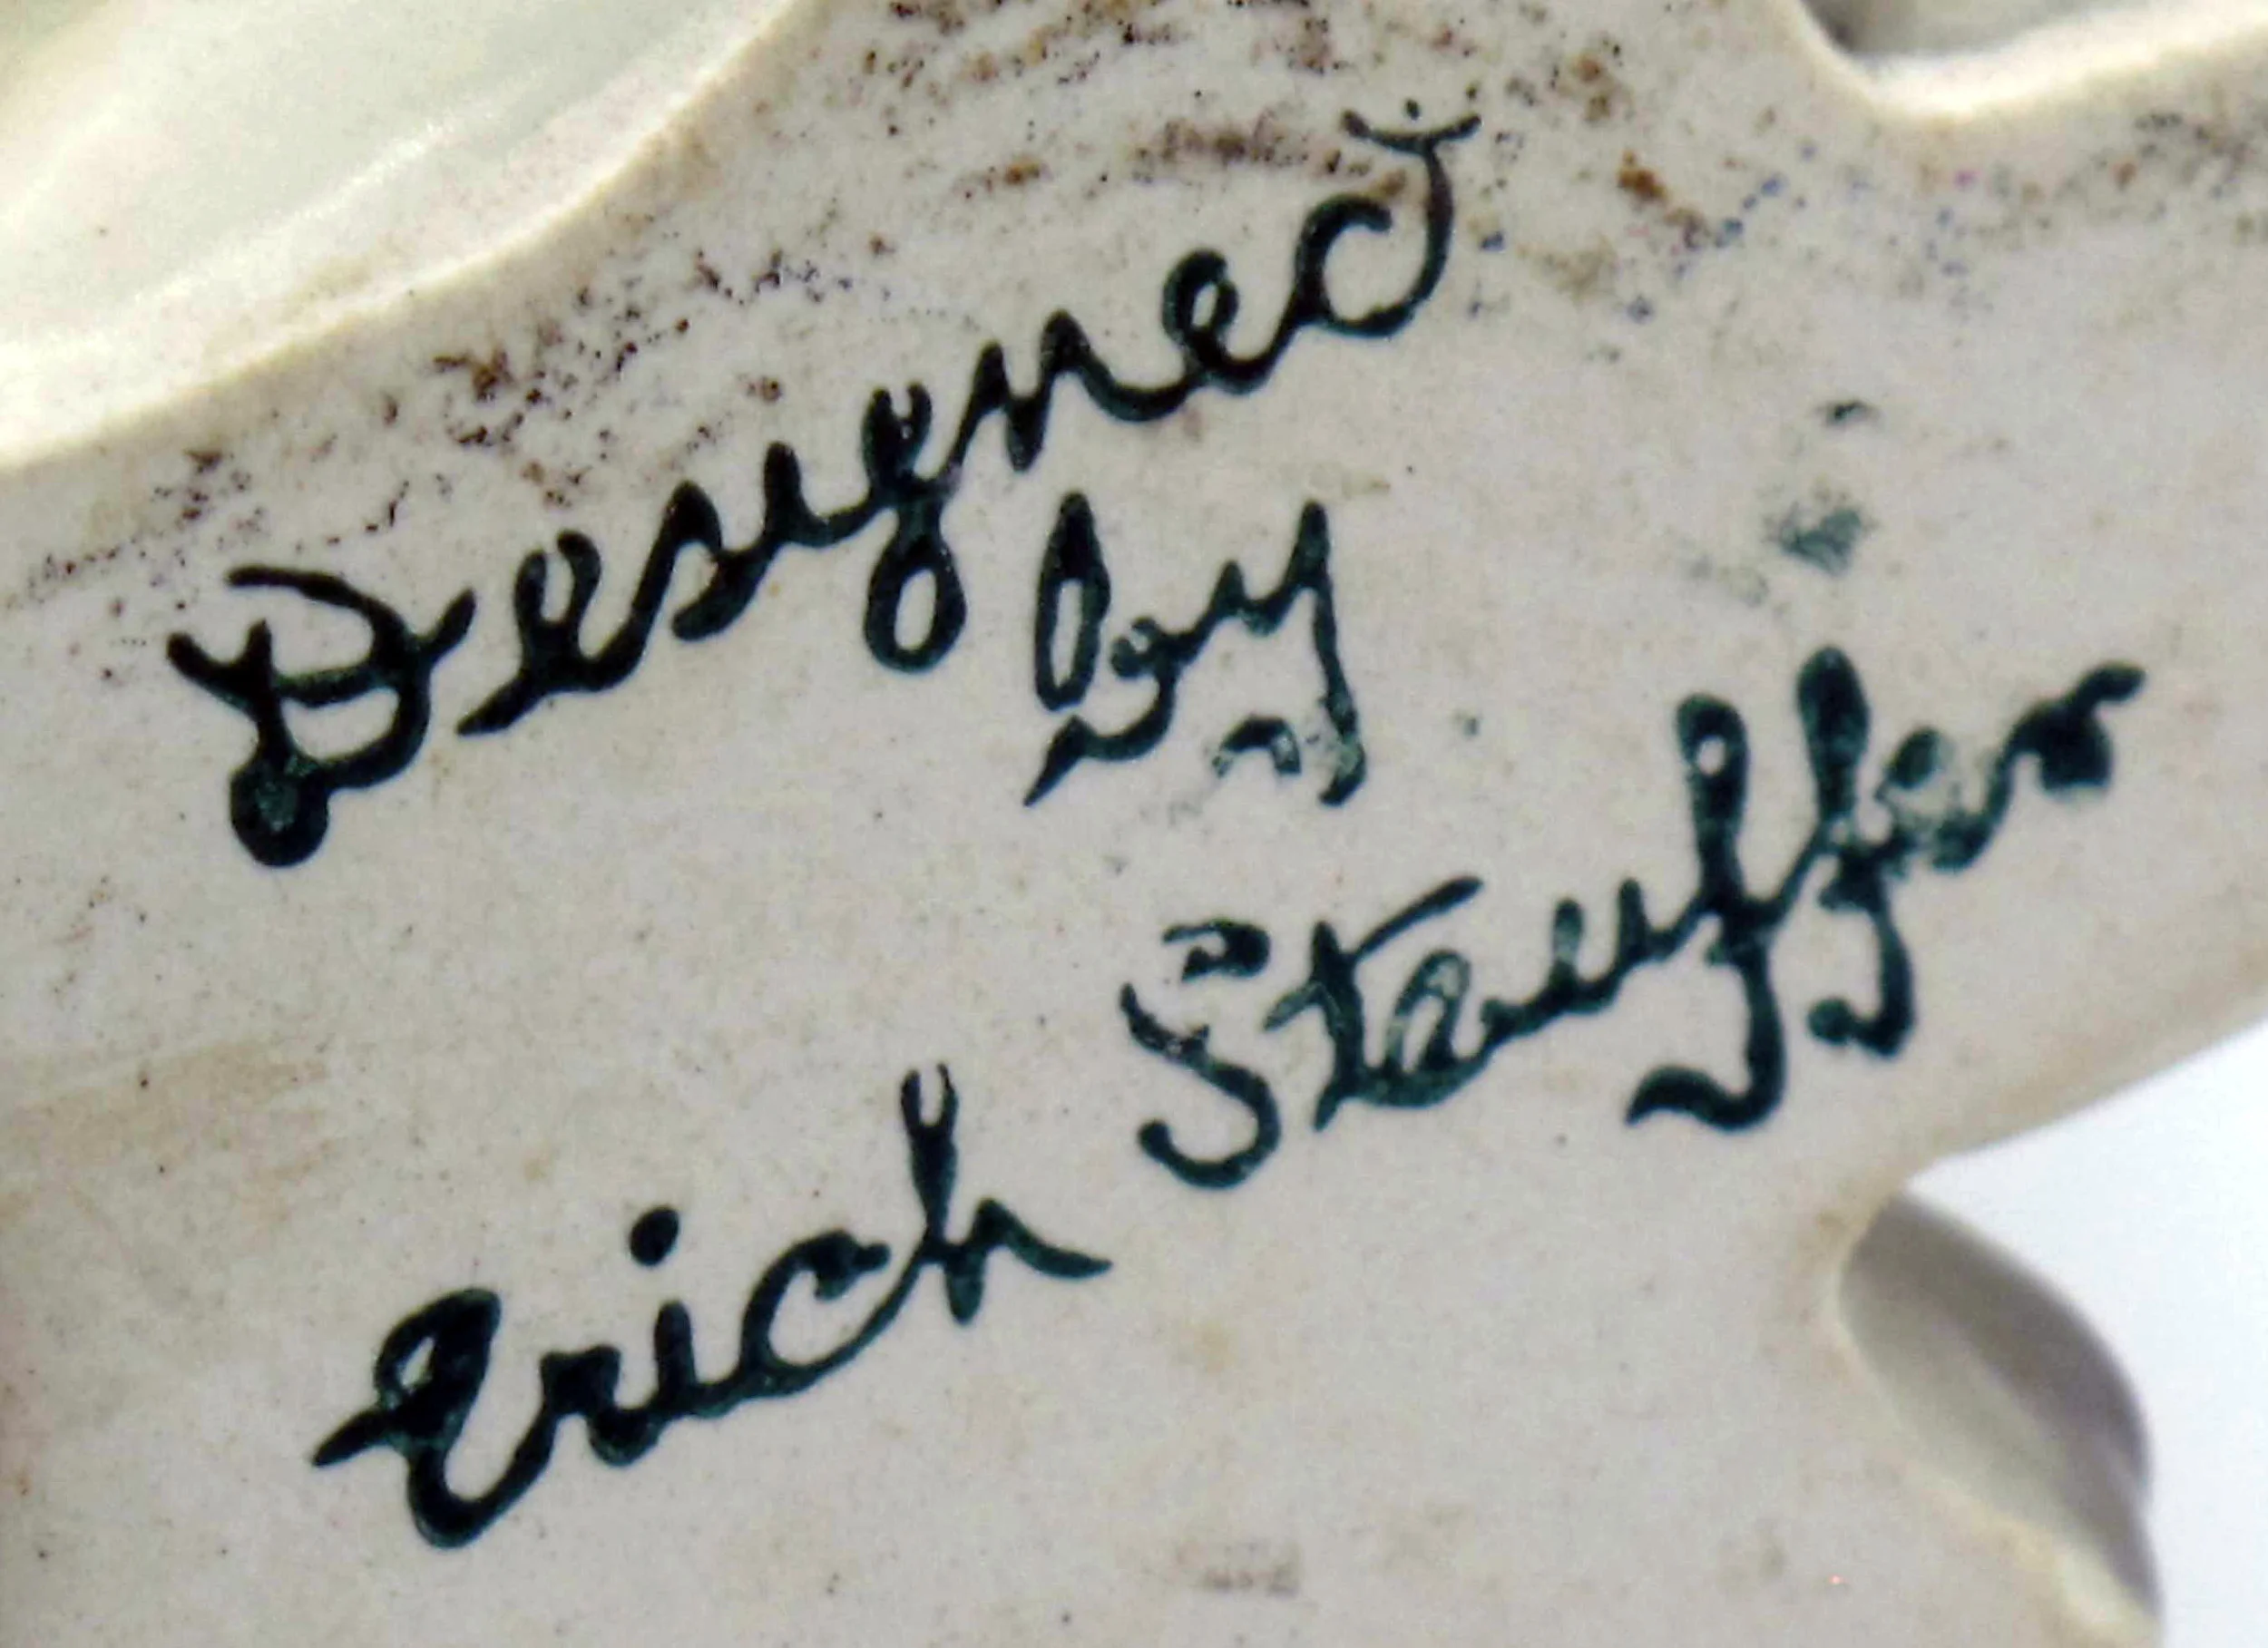 Designed
by
Erich Stauffer